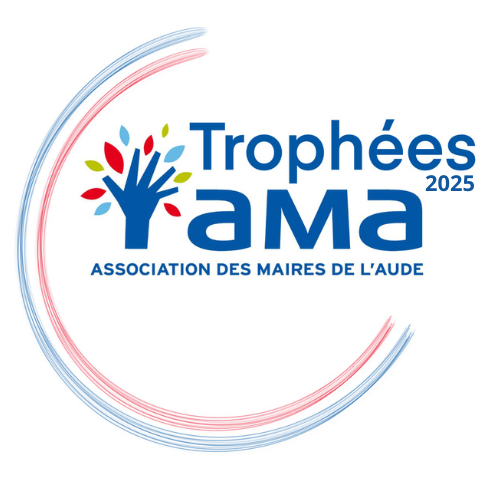 Trophées
2025
aMa
ASSOCIATION DES MAIRES DE L'AUDE